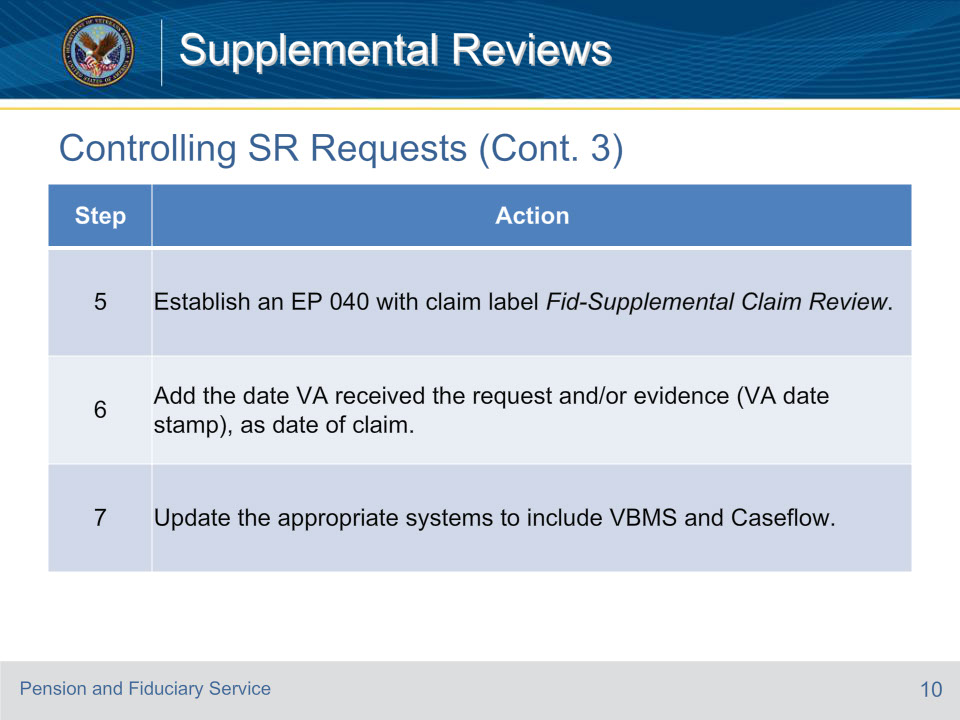 Supplemental Reviews
Controlling SR Requests (Cont. 3)
Step
Action
5
Establish an EP 040 with claim label Fid-Supplemental Claim Review.
6
Add the date VA received the request and/or evidence (VA date
stamp), as date of claim.
7
Update the appropriate systems to include VBMS and Caseflow.
Pension and Fiduciary Service
10